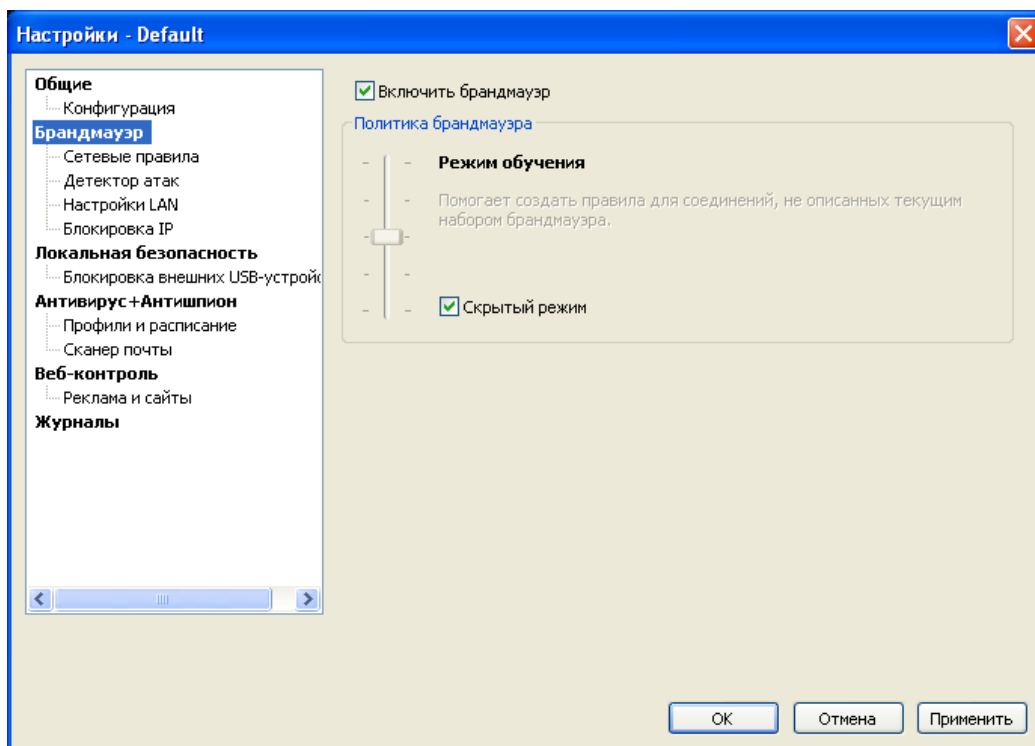 Настройки - Default
Общие
Конфигурация
Брандмауэр
Сетевые правила
Детектор атак
Настройки LAN
Блокировка IP
Локальная безопасность
Блокировка внешних USB-устройс
Антивирус+Антишпион
Профили и расписание
Сканер почты
Веб-контроль
Реклама и сайты
Журналы
Включить брандмауэр
Политика брандмауэра
Режим обучения
Помогает создать правила для соединений, не описанных текущим
набором брандмауэра.
Скрытый режим
ОК
Отмена
Применить